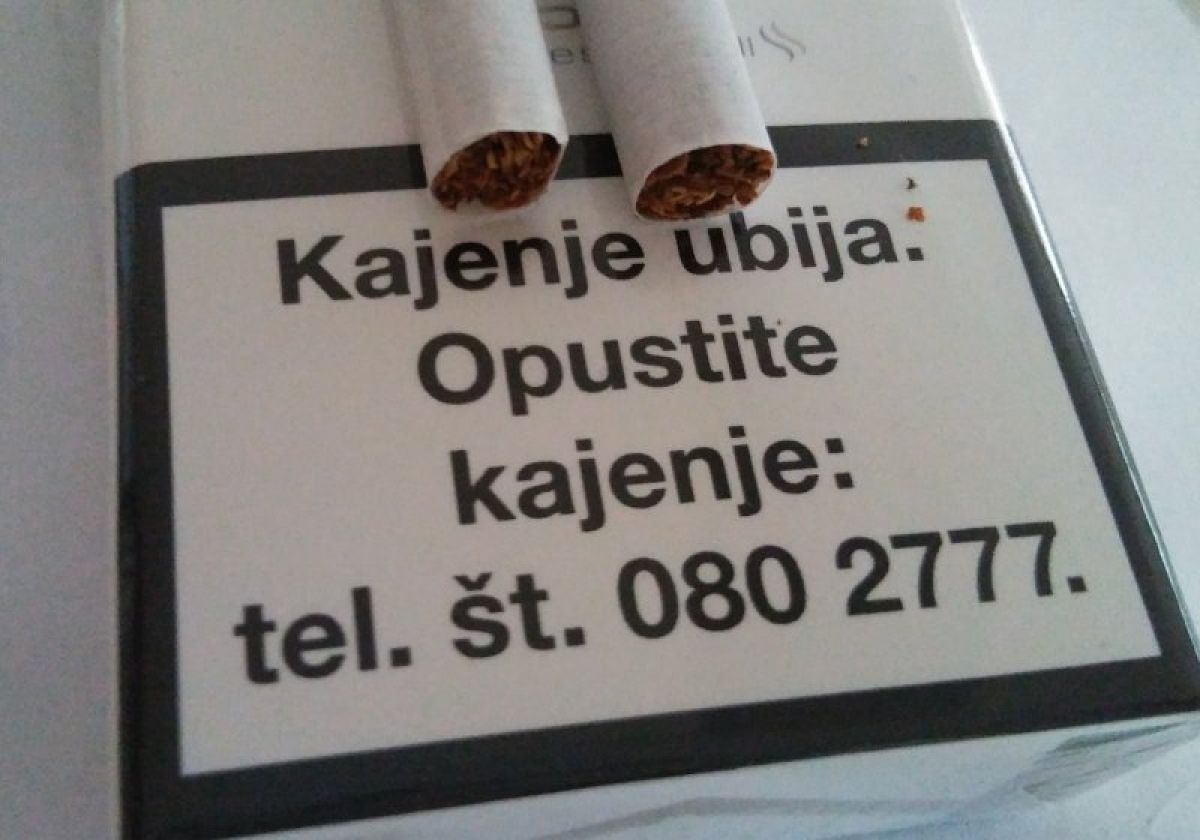 Kajenje ubija.
Opustite
kajenje:
tel. št. 080 2777.